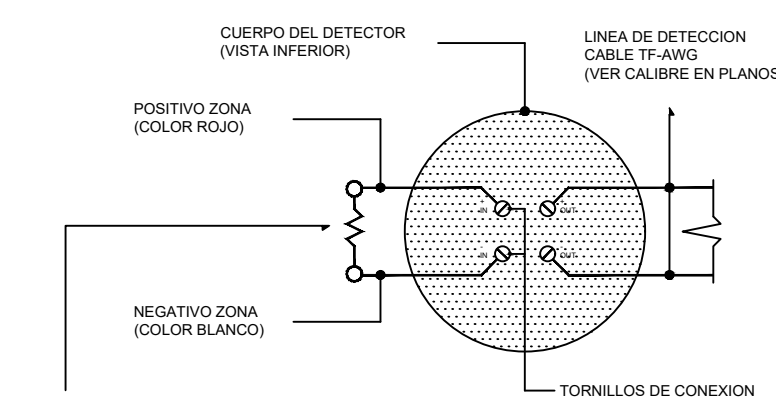 CUERPO DEL DETECTOR
(VISTA INFERIOR)
LINEA DE DETECCION
CABLE TF-AWG
(VER CALIBRE EN PLANOS
POSITIVO ZONA
(COLOR ROJO)
+
IN
+
OUT
IN
OUT
NEGATIVO ZONA
(COLOR BLANCO)
TORNILLOS DE CONEXION